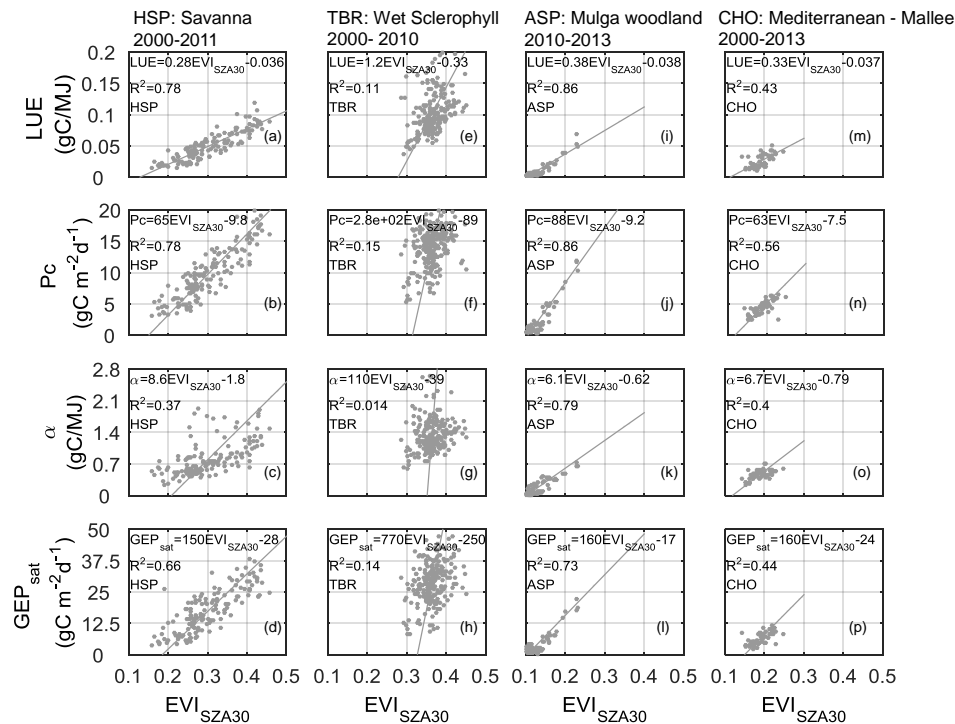 HSP: Savanna
2000-2011
TBR: Wet Sclerophyll
2000- 2010
ASP: Mulga woodland
2010-2013
CHO: Mediterranean - Mallee
2000-2013
LUE
(gC/MJ)
0.2
0.15
0.1
0.05
0
LUE=0.28EVI_SZA30-0.036
R²=0.78
HSP
(a)
LUE=1.2EVI_SZA30-0.33
R²=0.11
TBR
(e)
LUE=0.38EVI_SZA30-0.038
R²=0.86
ASP
(i)
LUE=0.33EVI_SZA30-0.037
R²=0.43
CHO
(m)
Pc
(gC m⁻²d⁻¹)
20
15
10
5
0
Pc=65EVI_SZA30-9.8
R²=0.78
HSP
(b)
Pc=2.8e+02EVI_SZA30-89
R²=0.15
TBR
(f)
Pc=88EVI_SZA30-9.2
R²=0.86
ASP
(j)
Pc=63EVI_SZA30-7.5
R²=0.56
CHO
(n)
α
(gC/MJ)
2.8
2.1
1.4
0.7
0
α=8.6EVI_SZA30-1.8
R²=0.37
HSP
(c)
α=110EVI_SZA30-39
R²=0.014
TBR
(g)
α=6.1EVI_SZA30-0.62
R²=0.79
ASP
(k)
α=6.7EVI_SZA30-0.79
R²=0.4
CHO
(o)
GEP_sat
(gC m⁻²d⁻¹)
50
37.5
25
12.5
0
GEP_sat=150EVI_SZA30-28
R²=0.66
HSP
(d)
GEP_sat=770EVI_SZA30-250
R²=0.14
TBR
(h)
GEP_sat=160EVI_SZA30-17
R²=0.73
ASP
(l)
GEP_sat=160EVI_SZA30-24
R²=0.44
CHO
(p)
0.1 0.2 0.3 0.4 0.5
0.1 0.2 0.3 0.4 0.5
0.1 0.2 0.3 0.4 0.5
0.1 0.2 0.3 0.4 0.5
EVI_SZA30
EVI_SZA30
EVI_SZA30
EVI_SZA30